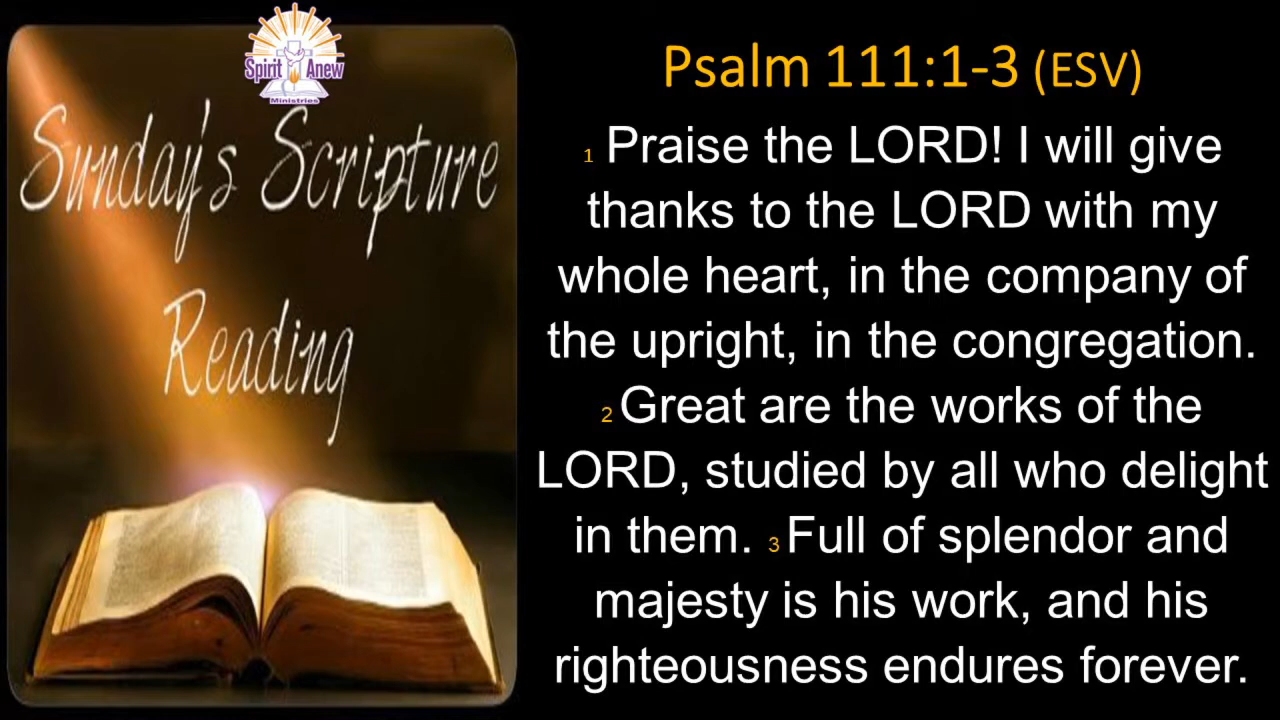 Spirit Anew
Ministries
Sunday's Scripture
Reading
Psalm 111:1-3 (ESV)
1 Praise the LORD! I will give
thanks to the LORD with my
whole heart, in the company of
the upright, in the congregation.
2 Great are the works of the
LORD, studied by all who delight
in them. 3 Full of splendor and
majesty is his work, and his
righteousness endures forever.